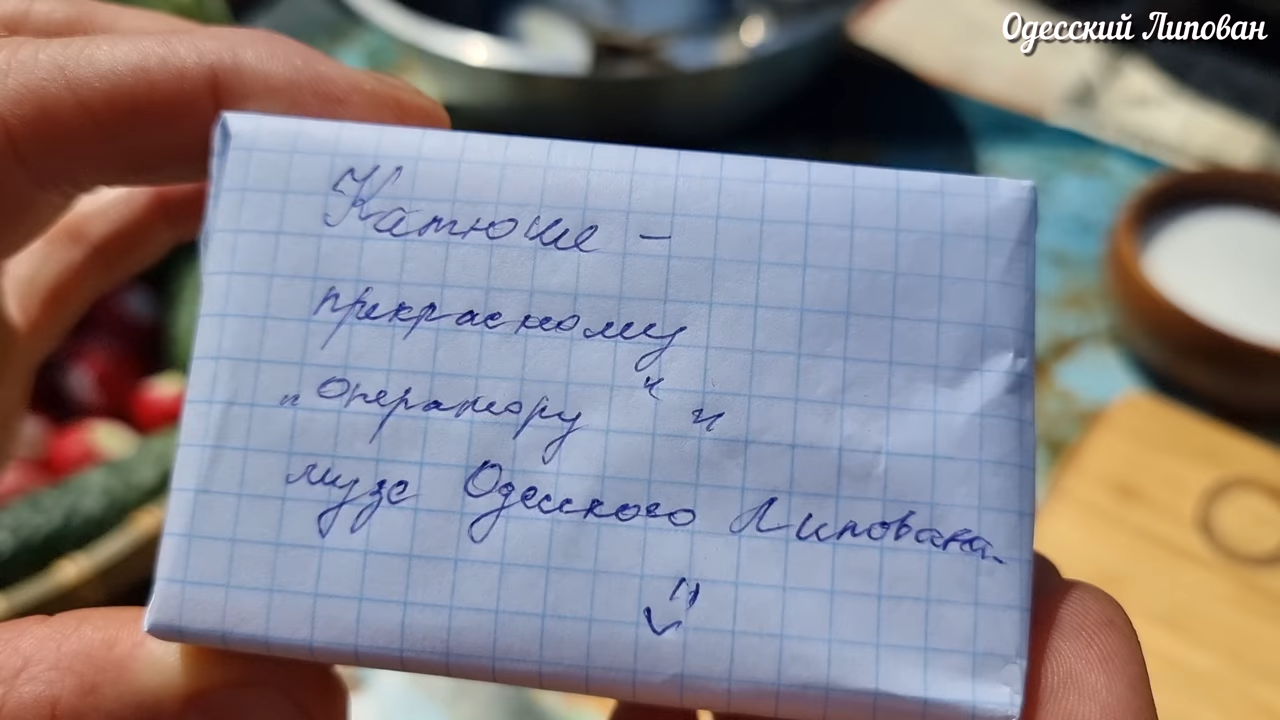 Одесский Липован
Катюше -
прекрасному
„оператору" и
музе Одесского Липована.